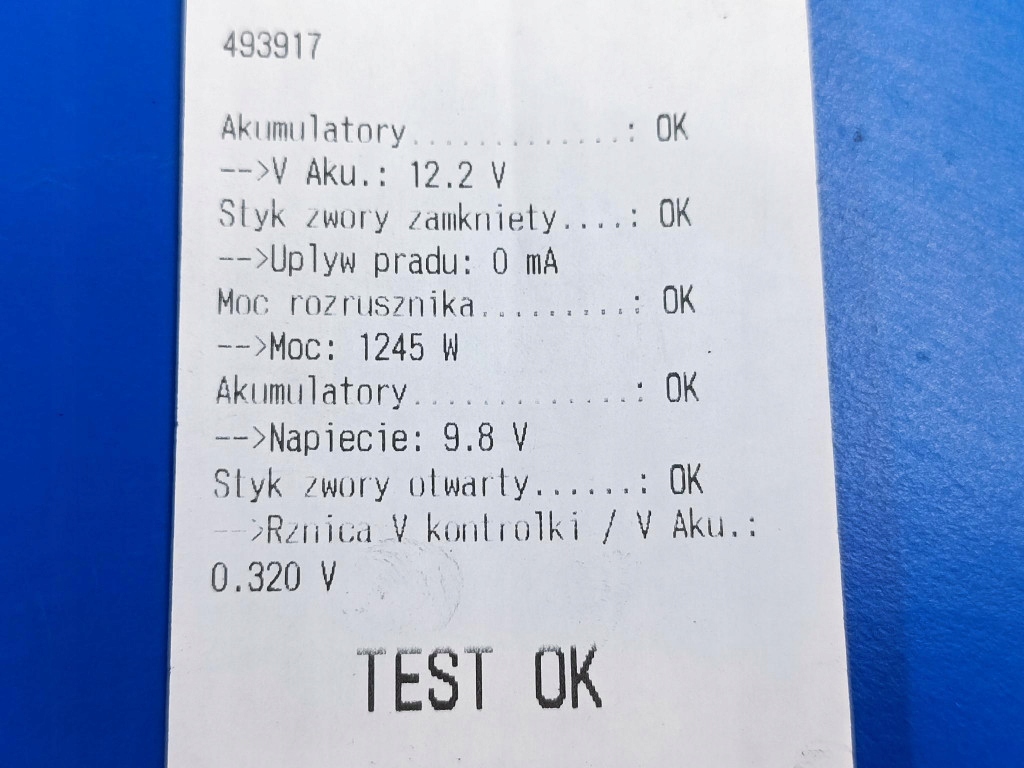 493917
Akumulatory.............: OK
-->V Aku.: 12.2 V
Styk zwory zamkniety....: OK
-->Uplyw pradu: 0 mA
Moc rozrusznika.........: OK
-->Moc: 1245 W
Akumulatory.............: OK
-->Napiecie: 9.8 V
Styk zwory otwarty......: OK
-->Rznica V kontrolki / V Aku.:
0.320 V
TEST OK